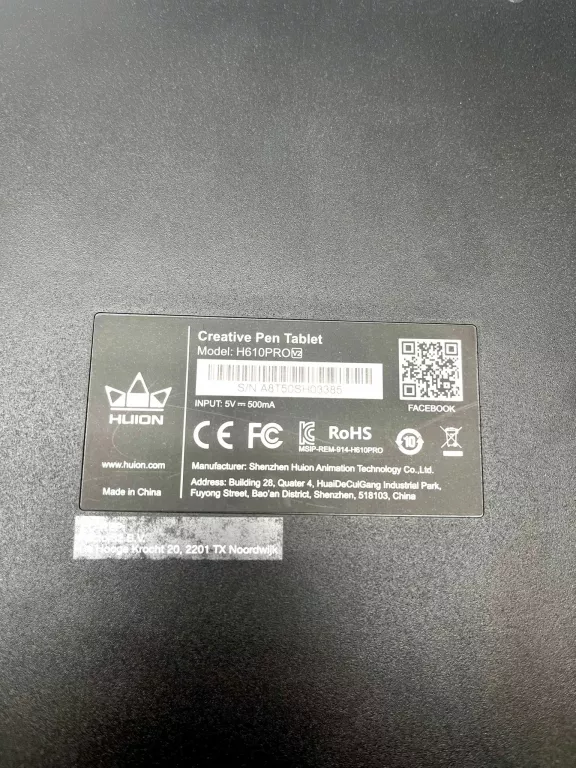 HUION
www.huion.com
Made in China
Creative Pen Tablet
Model: H610PRO V2
S/N A8T50SH03385
INPUT: 5V ⎓ 500mA
FACEBOOK
CE FC RoHS 10
MSIP-REM-914-H610PRO
Manufacturer: Shenzhen Huion Animation Technology Co.,Ltd.
Address: Building 28, Quater 4, HuaiDeCuiGang Industrial Park,
Fuyong Street, Bao'an District, Shenzhen, 518103, China
B.V.
Krocht 20, 2201 TX Noordwijk